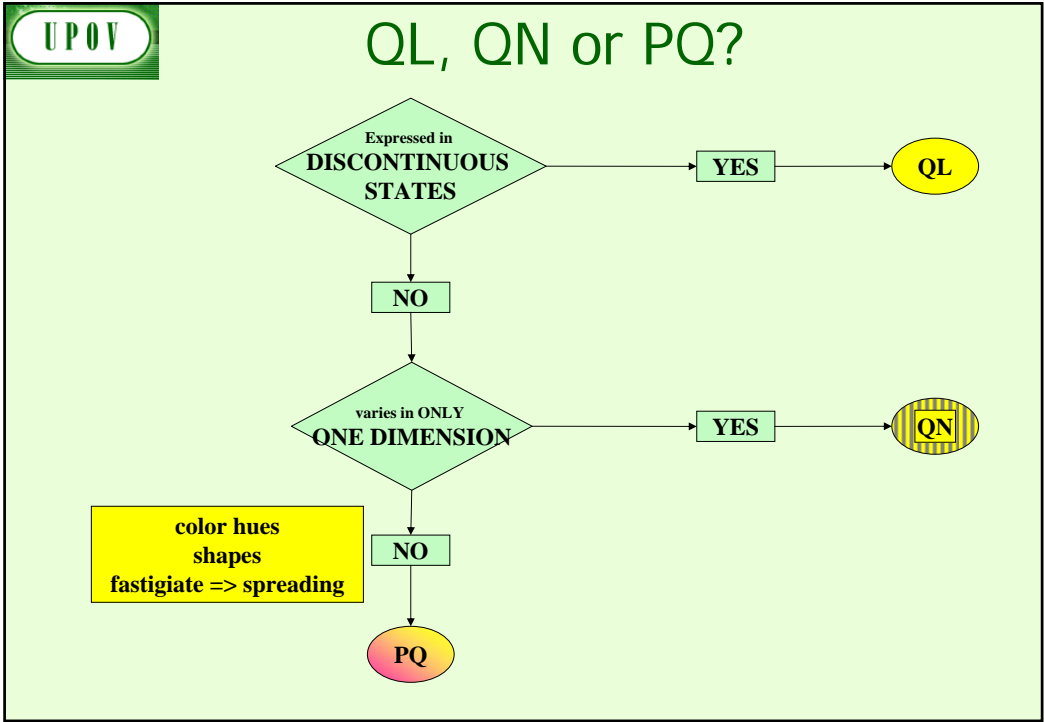 UPOV
QL, QN or PQ?
Expressed in
DISCONTINUOUS
STATES
YES
QL
NO
varies in ONLY
ONE DIMENSION
YES
QN
color hues
shapes
fastigiate => spreading
NO
PQ